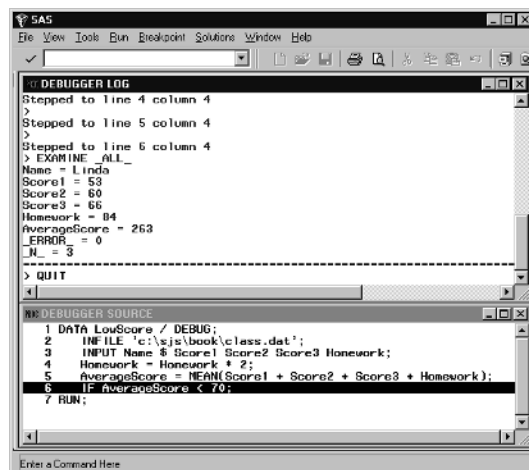 SAS
File View Tools Run Breakpoint Solutions Window Help
DEBUGGER LOG
Stepped to line 4 column 4
>
Stepped to line 5 column 4
>
Stepped to line 6 column 4
> EXAMINE _ALL_
Name = Linda
Score1 = 53
Score2 = 60
Score3 = 66
Homework = 84
AverageScore = 263
_ERROR_ = 0
_N_ = 3
> QUIT
DEBUGGER SOURCE
1 DATA LowScore / DEBUG;
2 INFILE 'c:\sjs\book\class.dat';
3 INPUT Name $ Score1 Score2 Score3 Homework;
4 Homework = Homework * 2;
5 AverageScore = MEAN(Score1 + Score2 + Score3 + Homework);
6 IF AverageScore < 70;
7 RUN;
Enter a Command Here